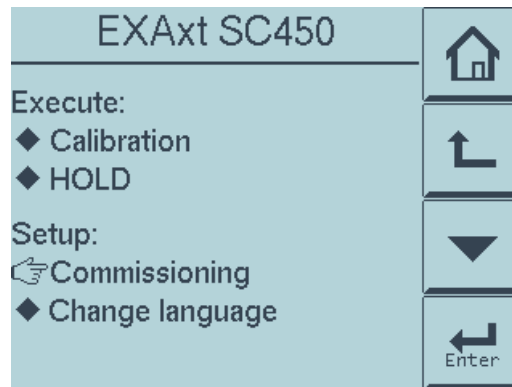 EXAxt SC450
Execute:
Calibration
HOLD
Setup:
Commissioning
Change language
Enter